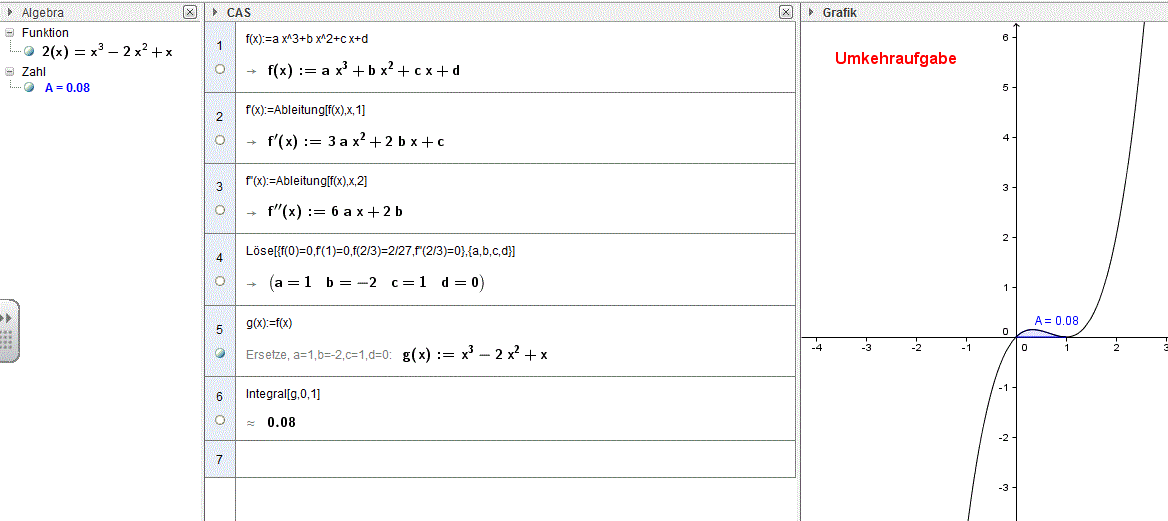 Algebra
Funktion
2(x) = x³ − 2 x² + x
Zahl
A = 0.08
CAS
1
f(x):=a x^3+b x^2+c x+d
→ f(x) := a x³ + b x² + c x + d
2
f'(x):=Ableitung[f(x),x,1]
→ f′(x) := 3 a x² + 2 b x + c
3
f''(x):=Ableitung[f(x),x,2]
→ f′′(x) := 6 a x + 2 b
4
Löse[{f(0)=0,f'(1)=0,f(2/3)=2/27,f''(2/3)=0},{a,b,c,d}]
→ (a = 1 b = −2 c = 1 d = 0)
5
g(x):=f(x)
Ersetze, a=1,b=-2,c=1,d=0: g(x) := x³ − 2 x² + x
6
Integral[g,0,1]
≈ 0.08
7
Grafik
Umkehraufgabe
6
5
4
3
2
1
0
-1
-2
-3
-4 -3 -2 -1 0 1 2 3
A = 0.08